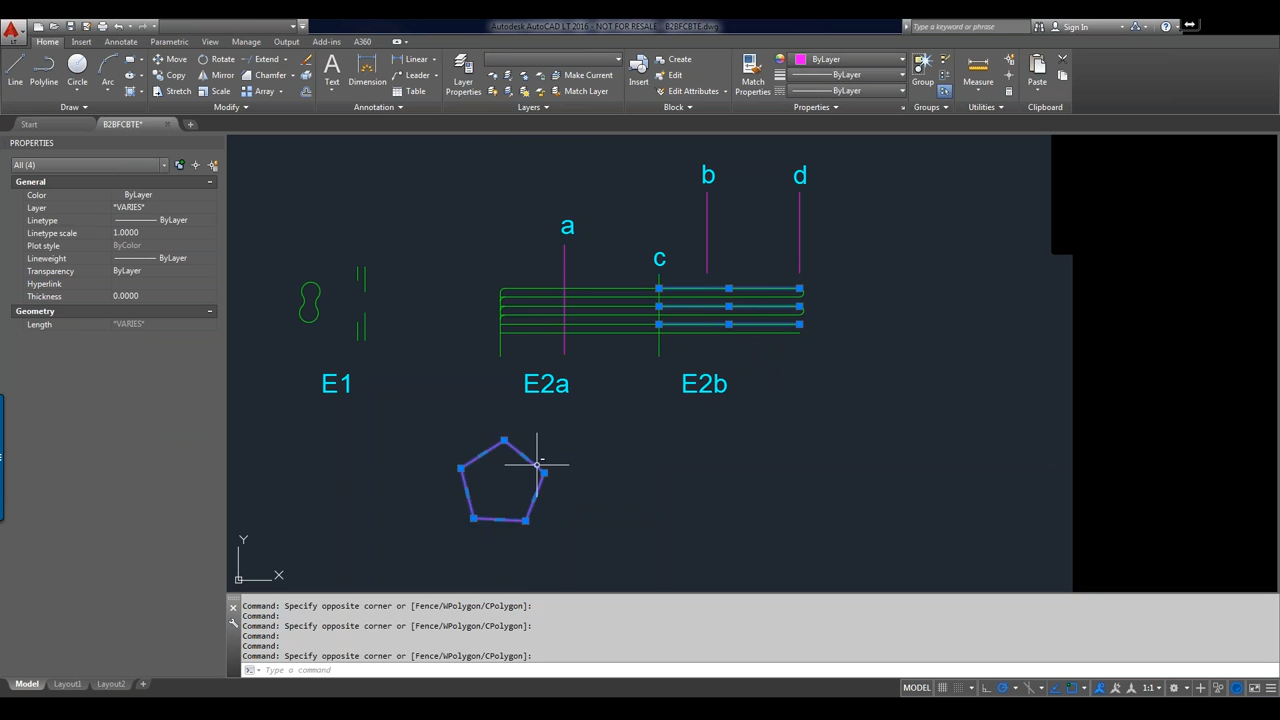 Autodesk AutoCAD LT 2016 - NOT FOR RESALE B2BFCBTE.dwg
Type a keyword or phrase
Sign In
LT
Home Insert Annotate Parametric View Manage Output Add-ins A360
Line Polyline Circle Arc
Move Rotate Extend
Copy Mirror Chamfer
Stretch Scale Array
Text Dimension
Linear
Leader
Table
Layer Properties
Make Current
Match Layer
Insert
Create
Edit
Edit Attributes
Match Properties
ByLayer
ByLayer
ByLayer
Group
Measure
Paste
Draw Modify Annotation Layers Block Properties Groups Utilities Clipboard
Start B2BFCBTE*
PROPERTIES
All (4)
General
Color ByLayer
Layer *VARIES*
Linetype ByLayer
Linetype scale 1.0000
Plot style ByColor
Lineweight ByLayer
Transparency ByLayer
Hyperlink
Thickness 0.0000
Geometry
Length *VARIES*
b d
a
c
E1 E2a E2b
Y
X
Command: Specify opposite corner or [Fence/WPolygon/CPolygon]:
Command:
Command: Specify opposite corner or [Fence/WPolygon/CPolygon]:
Command:
Command:
Command: Specify opposite corner or [Fence/WPolygon/CPolygon]:
Type a command
Model Layout1 Layout2
MODEL 1:1